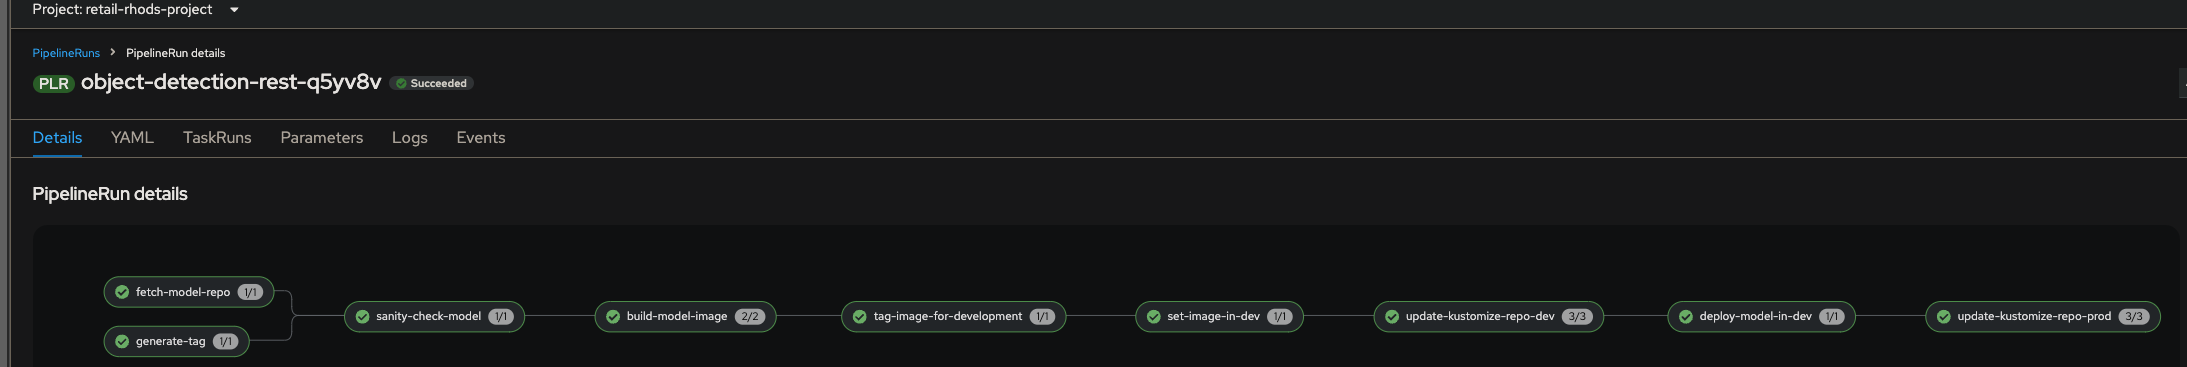 Project: retail-rhods-project
PipelineRuns > PipelineRun details
PLR object-detection-rest-q5yv8v Succeeded
Details YAML TaskRuns Parameters Logs Events
PipelineRun details
fetch-model-repo 1/1
generate-tag 1/1
sanity-check-model 1/1
build-model-image 2/2
tag-image-for-development 1/1
set-image-in-dev 1/1
update-kustomize-repo-dev 3/3
deploy-model-in-dev 1/1
update-kustomize-repo-prod 3/3